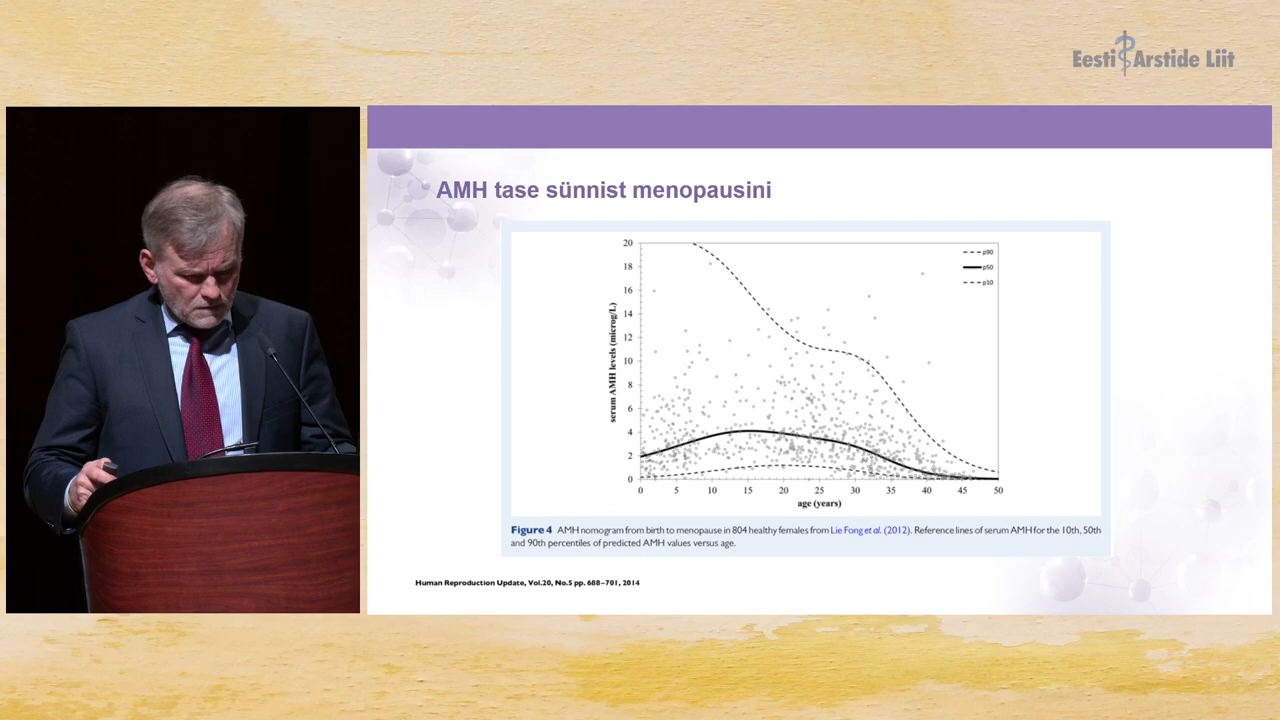 Eesti Arstide Liit
AMH tase sünnist menopausini
20
18
16
14
12
10
8
6
4
2
0
serum AMH levels (microg/L)
p90
p50
p10
0 5 10 15 20 25 30 35 40 45 50
age (years)
Figure 4 AMH nomogram from birth to menopause in 804 healthy females from Lie Fong et al. (2012). Reference lines of serum AMH for the 10th, 50th
and 90th percentiles of predicted AMH values versus age.
Human Reproduction Update, Vol.20, No.5 pp. 688–701, 2014